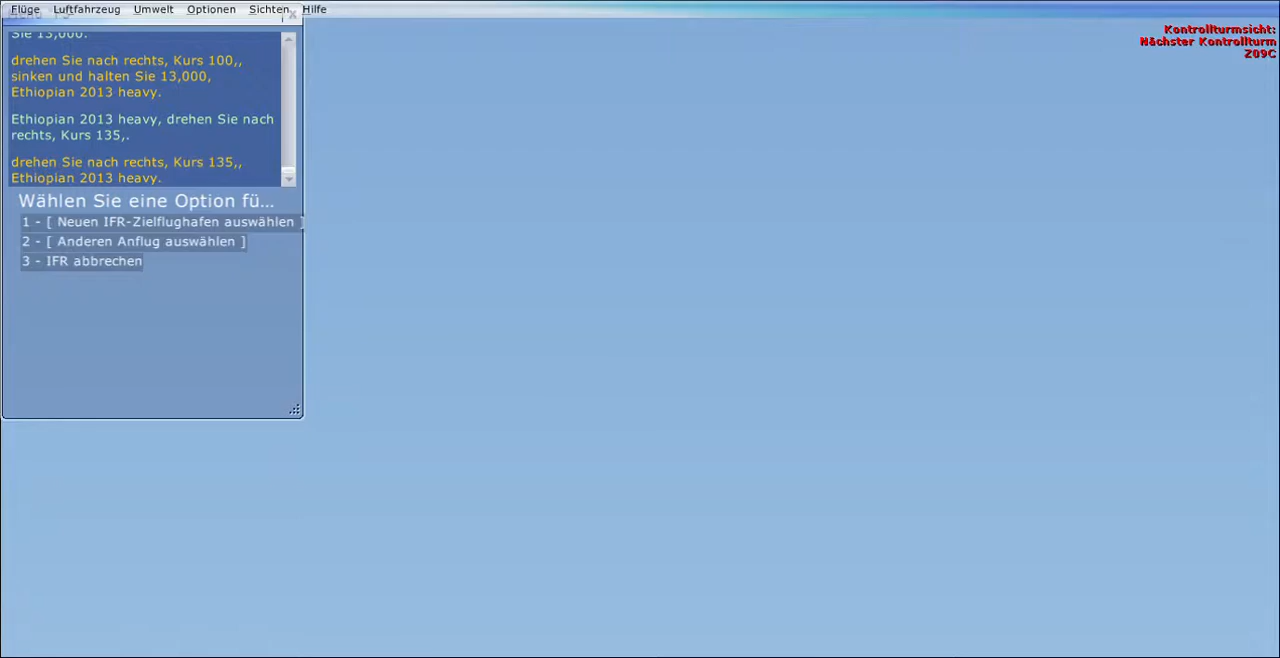 Flüge Luftfahrzeug Umwelt Optionen Sichten Hilfe
Kontrollturmsicht:
Nächster Kontrollturm
Z09C
Sie 13,000.
drehen Sie nach rechts, Kurs 100,,
sinken und halten Sie 13,000,
Ethiopian 2013 heavy.
Ethiopian 2013 heavy, drehen Sie nach
rechts, Kurs 135,.
drehen Sie nach rechts, Kurs 135,,
Ethiopian 2013 heavy.
Wählen Sie eine Option fü...
1 - [ Neuen IFR-Zielflughafen auswählen ]
2 - [ Anderen Anflug auswählen ]
3 - IFR abbrechen